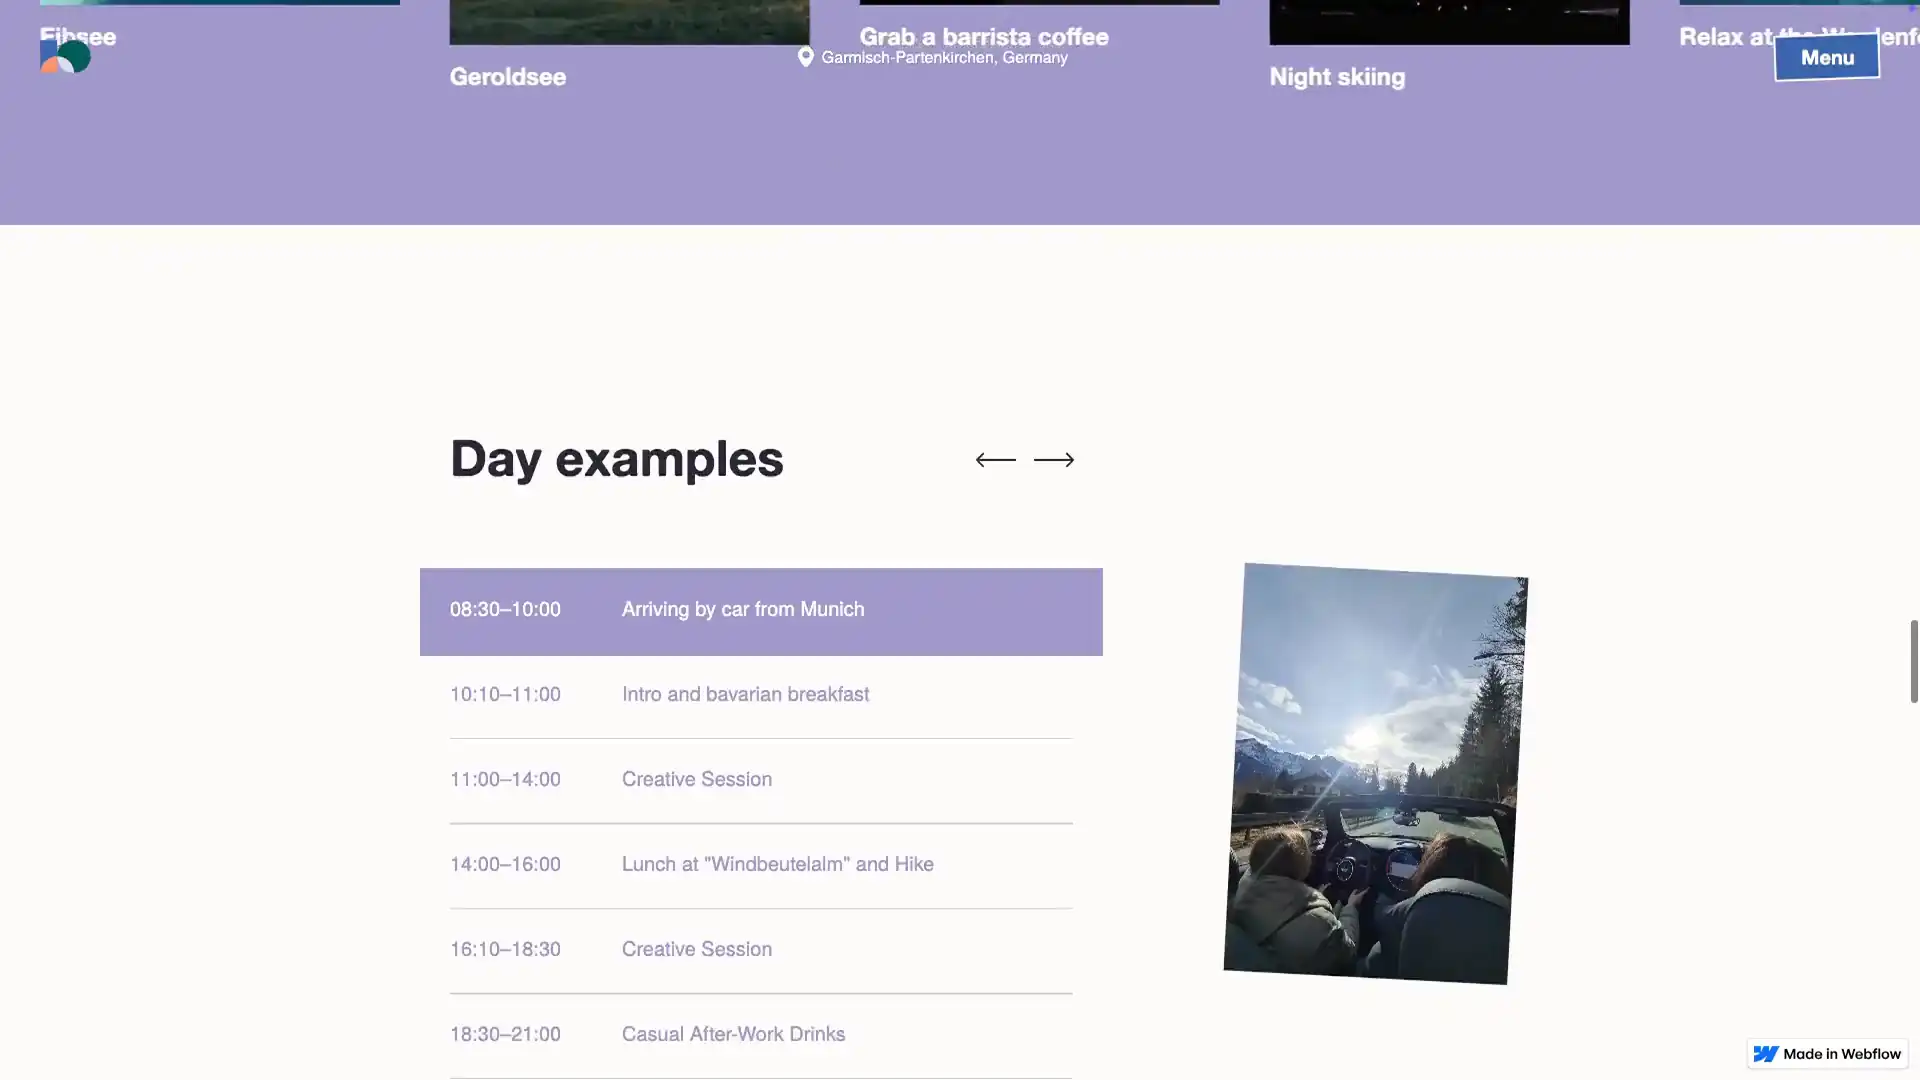 Eibsee
Geroldsee
Grab a barrista coffee
Garmisch-Partenkirchen, Germany
Night skiing
Relax at the
Menu
Day examples
08:30–10:00 Arriving by car from Munich
10:10–11:00 Intro and bavarian breakfast
11:00–14:00 Creative Session
14:00–16:00 Lunch at "Windbeutelalm" and Hike
16:10–18:30 Creative Session
18:30–21:00 Casual After-Work Drinks
Made in Webflow